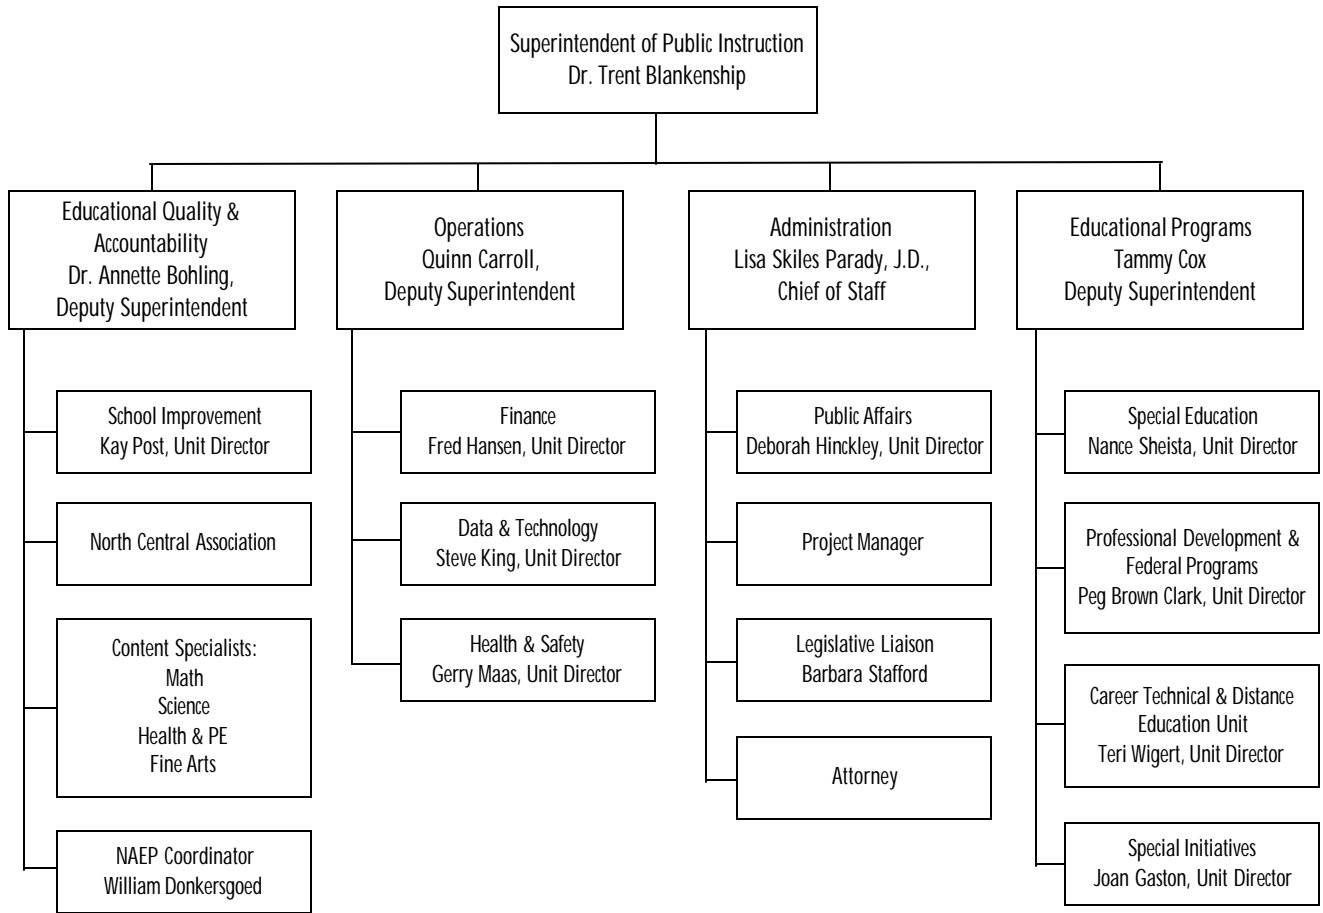 Superintendent of Public Instruction
Dr. Trent Blankenship
Educational Quality &
Accountability
Dr. Annette Bohling,
Deputy Superintendent
School Improvement
Kay Post, Unit Director
North Central Association
Content Specialists:
Math
Science
Health & PE
Fine Arts
NAEP Coordinator
William Donkersgoed
Operations
Quinn Carroll,
Deputy Superintendent
Finance
Fred Hansen, Unit Director
Data & Technology
Steve King, Unit Director
Health & Safety
Gerry Maas, Unit Director
Administration
Lisa Skiles Parady, J.D.,
Chief of Staff
Public Affairs
Deborah Hinckley, Unit Director
Project Manager
Legislative Liaison
Barbara Stafford
Attorney
Educational Programs
Tammy Cox
Deputy Superintendent
Special Education
Nance Sheista, Unit Director
Professional Development &
Federal Programs
Peg Brown Clark, Unit Director
Career Technical & Distance
Education Unit
Teri Wigert, Unit Director
Special Initiatives
Joan Gaston, Unit Director